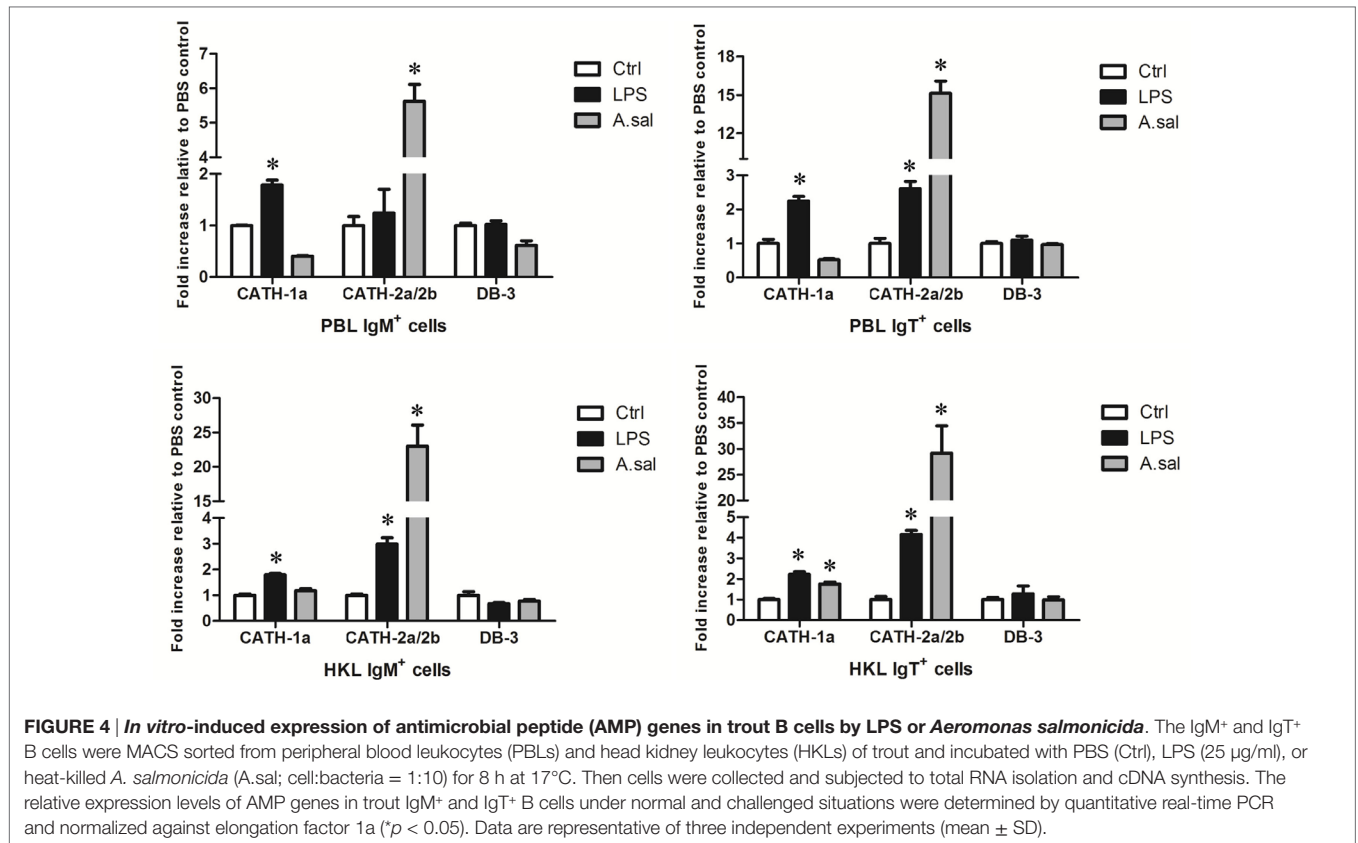 Fold increase relative to PBS control
7
6
5
4
2
1
0
*
*
Ctrl
LPS
A.sal
CATH-1a CATH-2a/2b DB-3
PBL IgM⁺ cells
Fold increase relative to PBS control
18
15
12
9
3
2
1
0
*
*
*
Ctrl
LPS
A.sal
CATH-1a CATH-2a/2b DB-3
PBL IgT⁺ cells
Fold increase relative to PBS control
30
25
20
15
4
3
2
1
0
*
*
*
Ctrl
LPS
A.sal
CATH-1a CATH-2a/2b DB-3
HKL IgM⁺ cells
Fold increase relative to PBS control
40
35
30
25
20
5
4
3
2
1
0
*
*
*
*
Ctrl
LPS
A.sal
CATH-1a CATH-2a/2b DB-3
HKL IgT⁺ cells
FIGURE 4 | In vitro-induced expression of antimicrobial peptide (AMP) genes in trout B cells by LPS or Aeromonas salmonicida. The IgM⁺ and IgT⁺
B cells were MACS sorted from peripheral blood leukocytes (PBLs) and head kidney leukocytes (HKLs) of trout and incubated with PBS (Ctrl), LPS (25 μg/ml), or
heat-killed A. salmonicida (A.sal; cell:bacteria = 1:10) for 8 h at 17°C. Then cells were collected and subjected to total RNA isolation and cDNA synthesis. The
relative expression levels of AMP genes in trout IgM⁺ and IgT⁺ B cells under normal and challenged situations were determined by quantitative real-time PCR
and normalized against elongation factor 1a (*p < 0.05). Data are representative of three independent experiments (mean ± SD).